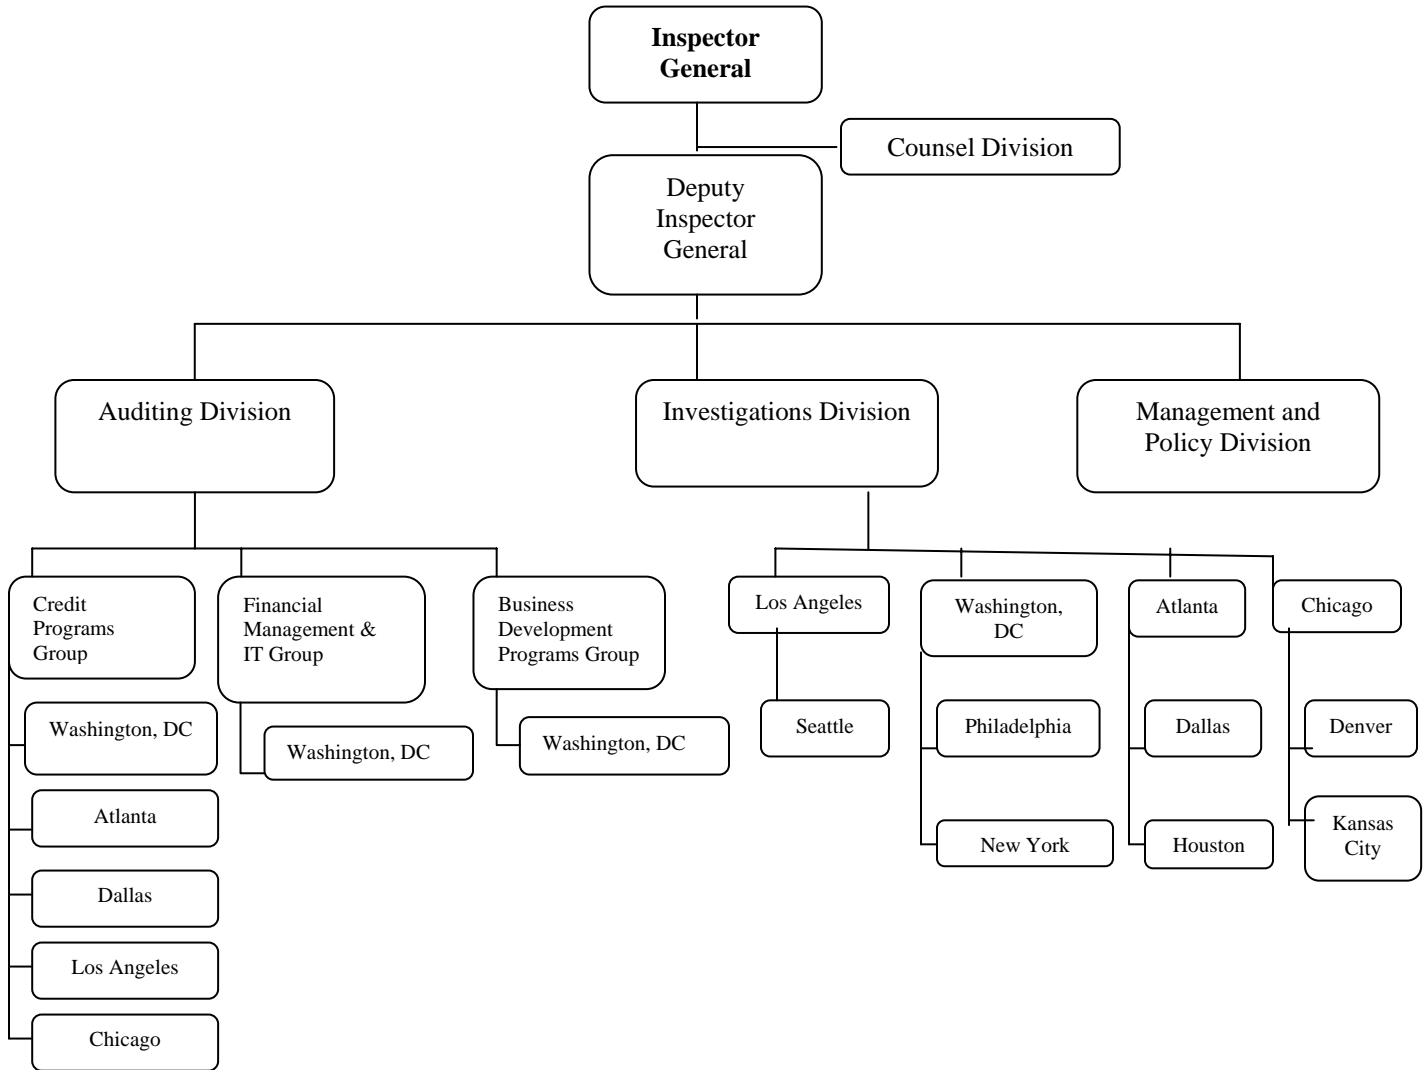 Inspector
General
Counsel Division
Deputy
Inspector
General
Auditing Division
Investigations Division
Management and
Policy Division
Credit
Programs
Group
Financial
Management &
IT Group
Business
Development
Programs Group
Los Angeles
Washington,
DC
Atlanta
Chicago
Washington, DC
Washington, DC
Washington, DC
Seattle
Philadelphia
Dallas
Denver
Atlanta
New York
Houston
Kansas
City
Dallas
Los Angeles
Chicago